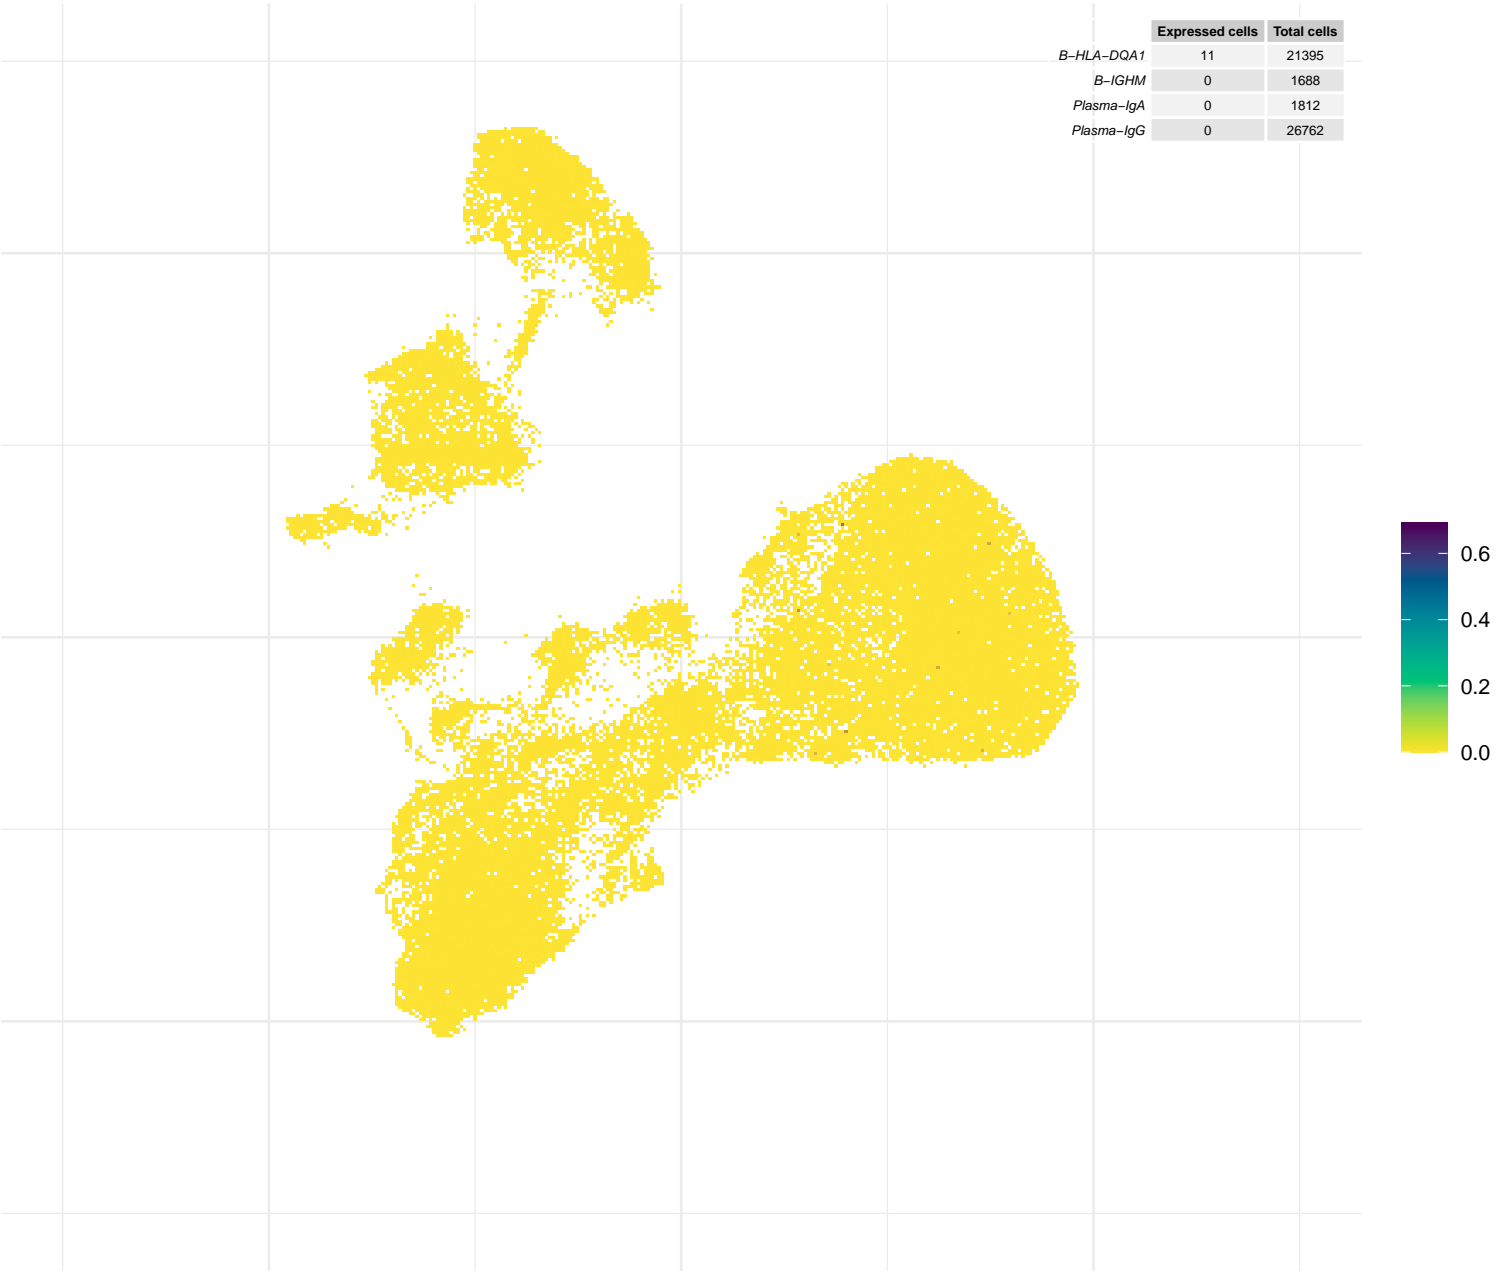 Expressed cells Total cells
B−HLA−DQA1 11 21395
B−IGHM 0 1688
Plasma−IgA 0 1812
Plasma−IgG 0 26762
0.6
0.4
0.2
0.0